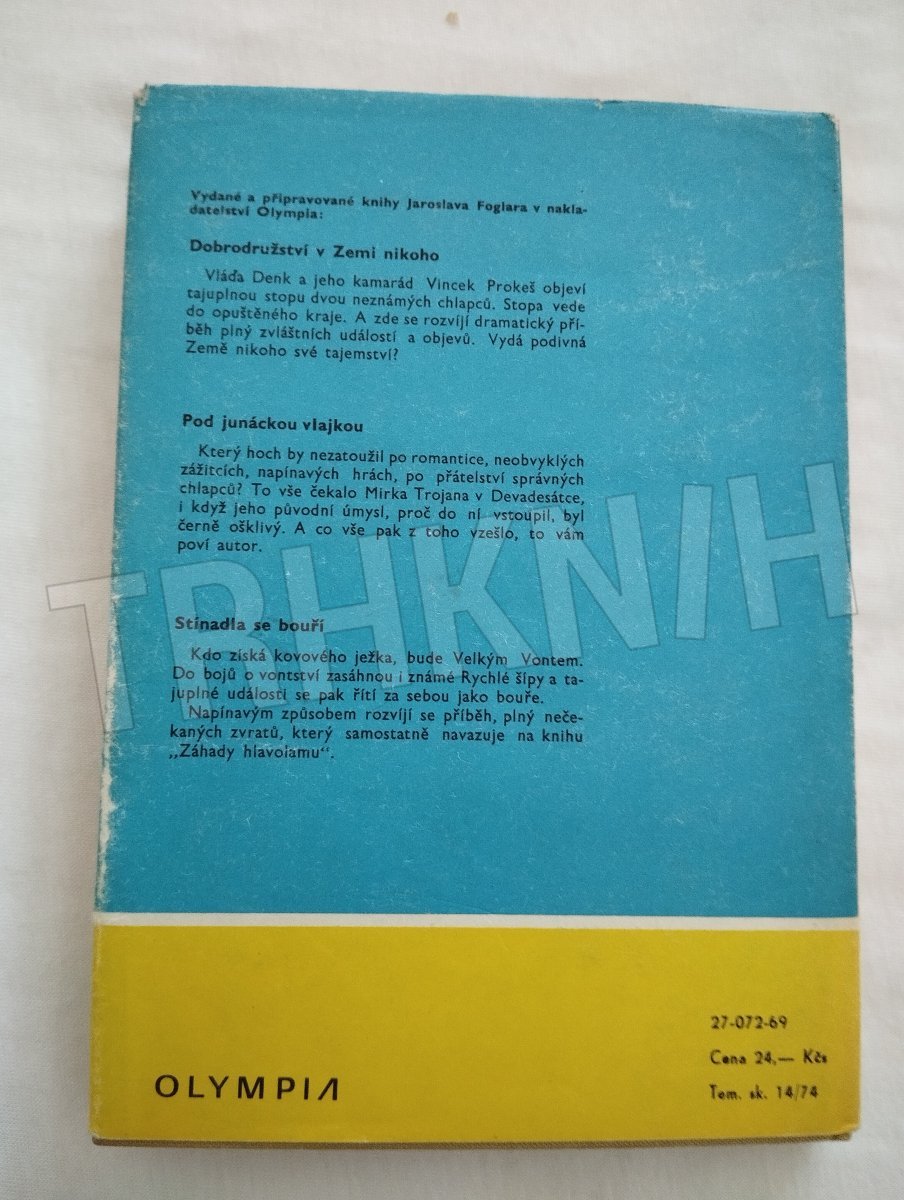 Vydané a připravované knihy Jaroslava Foglara v nakla-
datelství Olympia:
Dobrodružství v Zemi nikoho
Vláďa Denk a jeho kamarád Vincek Prokeš objeví
tajuplnou stopu dvou neznámých chlapců. Stopa vede
do opuštěného kraje. A zde se rozvíjí dramatický pří-
běh plný zvláštních událostí a objevů. Vydá podivná
Země nikoho své tajemství?
Pod junáckou vlajkou
Který hoch by nezatoužil po romantice, neobvyklých
zážitcích, napínavých hrách, po přátelství správných
chlapců? To vše čekalo Mirka Trojana v Devadesátce,
i když jeho původní úmysl, proč do ní vstoupil, byl
černě ošklivý. A co vše pak z toho vzešlo, to vám
poví autor.
Stínadla se bouří
Kdo získá kovového ježka, bude Velkým Vontem.
Do bojů o vontství zasáhnou i známé Rychlé šípy a ta-
juplné události se pak řítí za sebou jako bouře.
Napínavým způsobem rozvíjí se příběh, plný neče-
kaných zvratů, který samostatně navazuje na knihu
„Záhady hlavolamu“.
TRHKNIH
27-072-69
Cena 24,— Kčs
Tem. sk. 14/74
OLYMPIA